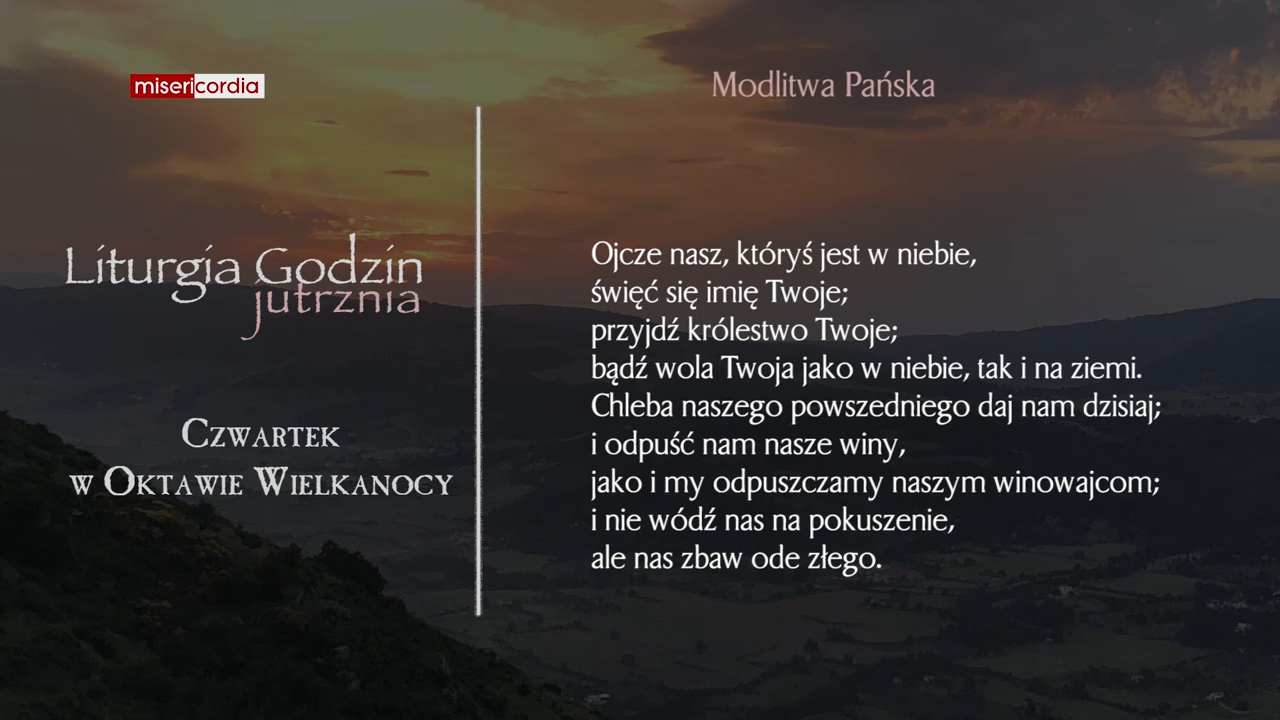 misericordia
Liturgia Godzin
jutrznia
Czwartek
w Oktawie Wielkanocy
Modlitwa Pańska
Ojcze nasz, któryś jest w niebie,
święć się imię Twoje;
przyjdź królestwo Twoje;
bądź wola Twoja jako w niebie, tak i na ziemi.
Chleba naszego powszedniego daj nam dzisiaj;
i odpuść nam nasze winy,
jako i my odpuszczamy naszym winowajcom;
i nie wódź nas na pokuszenie,
ale nas zbaw ode złego.